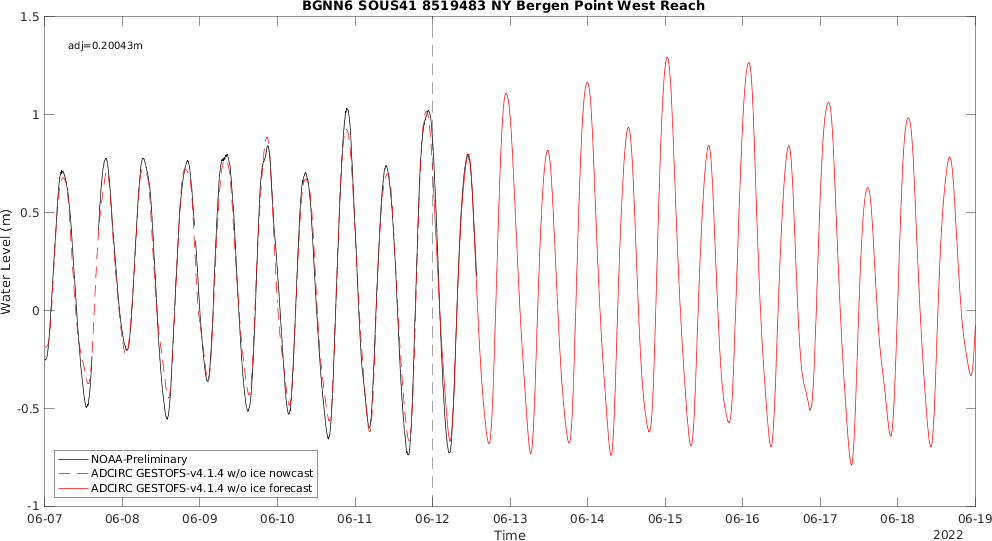 BGNN6 SOUS41 8519483 NY Bergen Point West Reach
1.5
adj=0.20043m
1
0.5
Water Level (m)
0
-0.5
NOAA-Preliminary
ADCIRC GESTOFS-v4.1.4 w/o ice nowcast
ADCIRC GESTOFS-v4.1.4 w/o ice forecast
-1
06-07 06-08 06-09 06-10 06-11 06-12 06-13 06-14 06-15 06-16 06-17 06-18 06-19
Time
2022